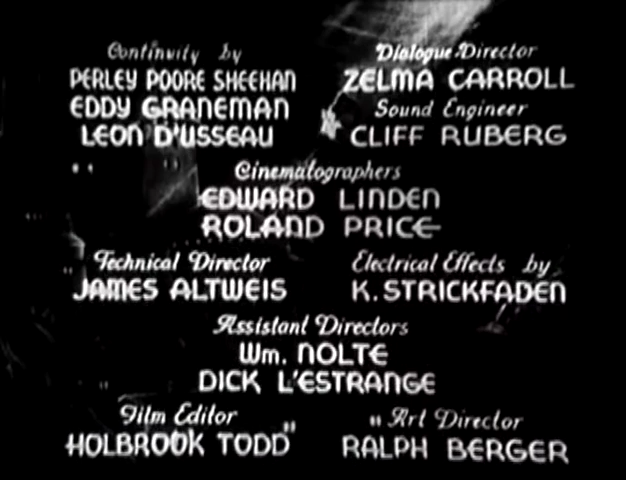 Continuity by
PERLEY POORE SHEEHAN
EDDY GRANEMAN
LEON D'USSEAU
Dialogue Director
ZELMA CARROLL
Sound Engineer
CLIFF RUBERG
Cinematographers
EDWARD LINDEN
ROLAND PRICE
Technical Director
JAMES ALTWEIS
Electrical Effects by
K. STRICKFADEN
Assistant Directors
Wm. NOLTE
DICK L'ESTRANGE
Film Editor
HOLBROOK TODD
Art Director
RALPH BERGER